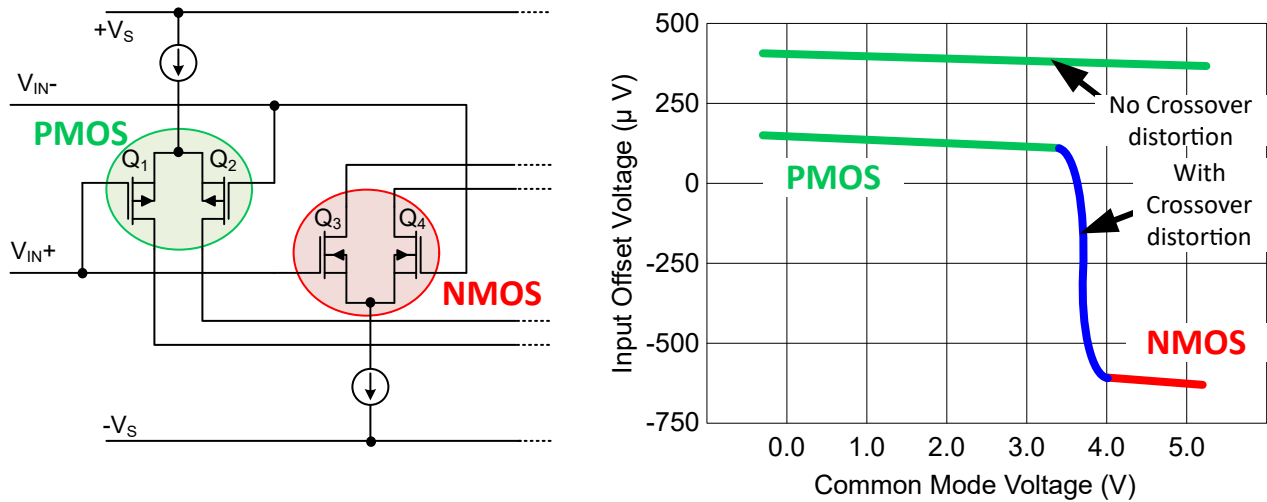 +VS
VIN-
PMOS
Q1
Q2
VIN+
Q3
Q4
NMOS
-VS
Input Offset Voltage (µ V)
500
250
0
-250
-500
-750
No Crossover
distortion
PMOS
With
Crossover
distortion
NMOS
0.0
1.0
2.0
3.0
4.0
5.0
Common Mode Voltage (V)